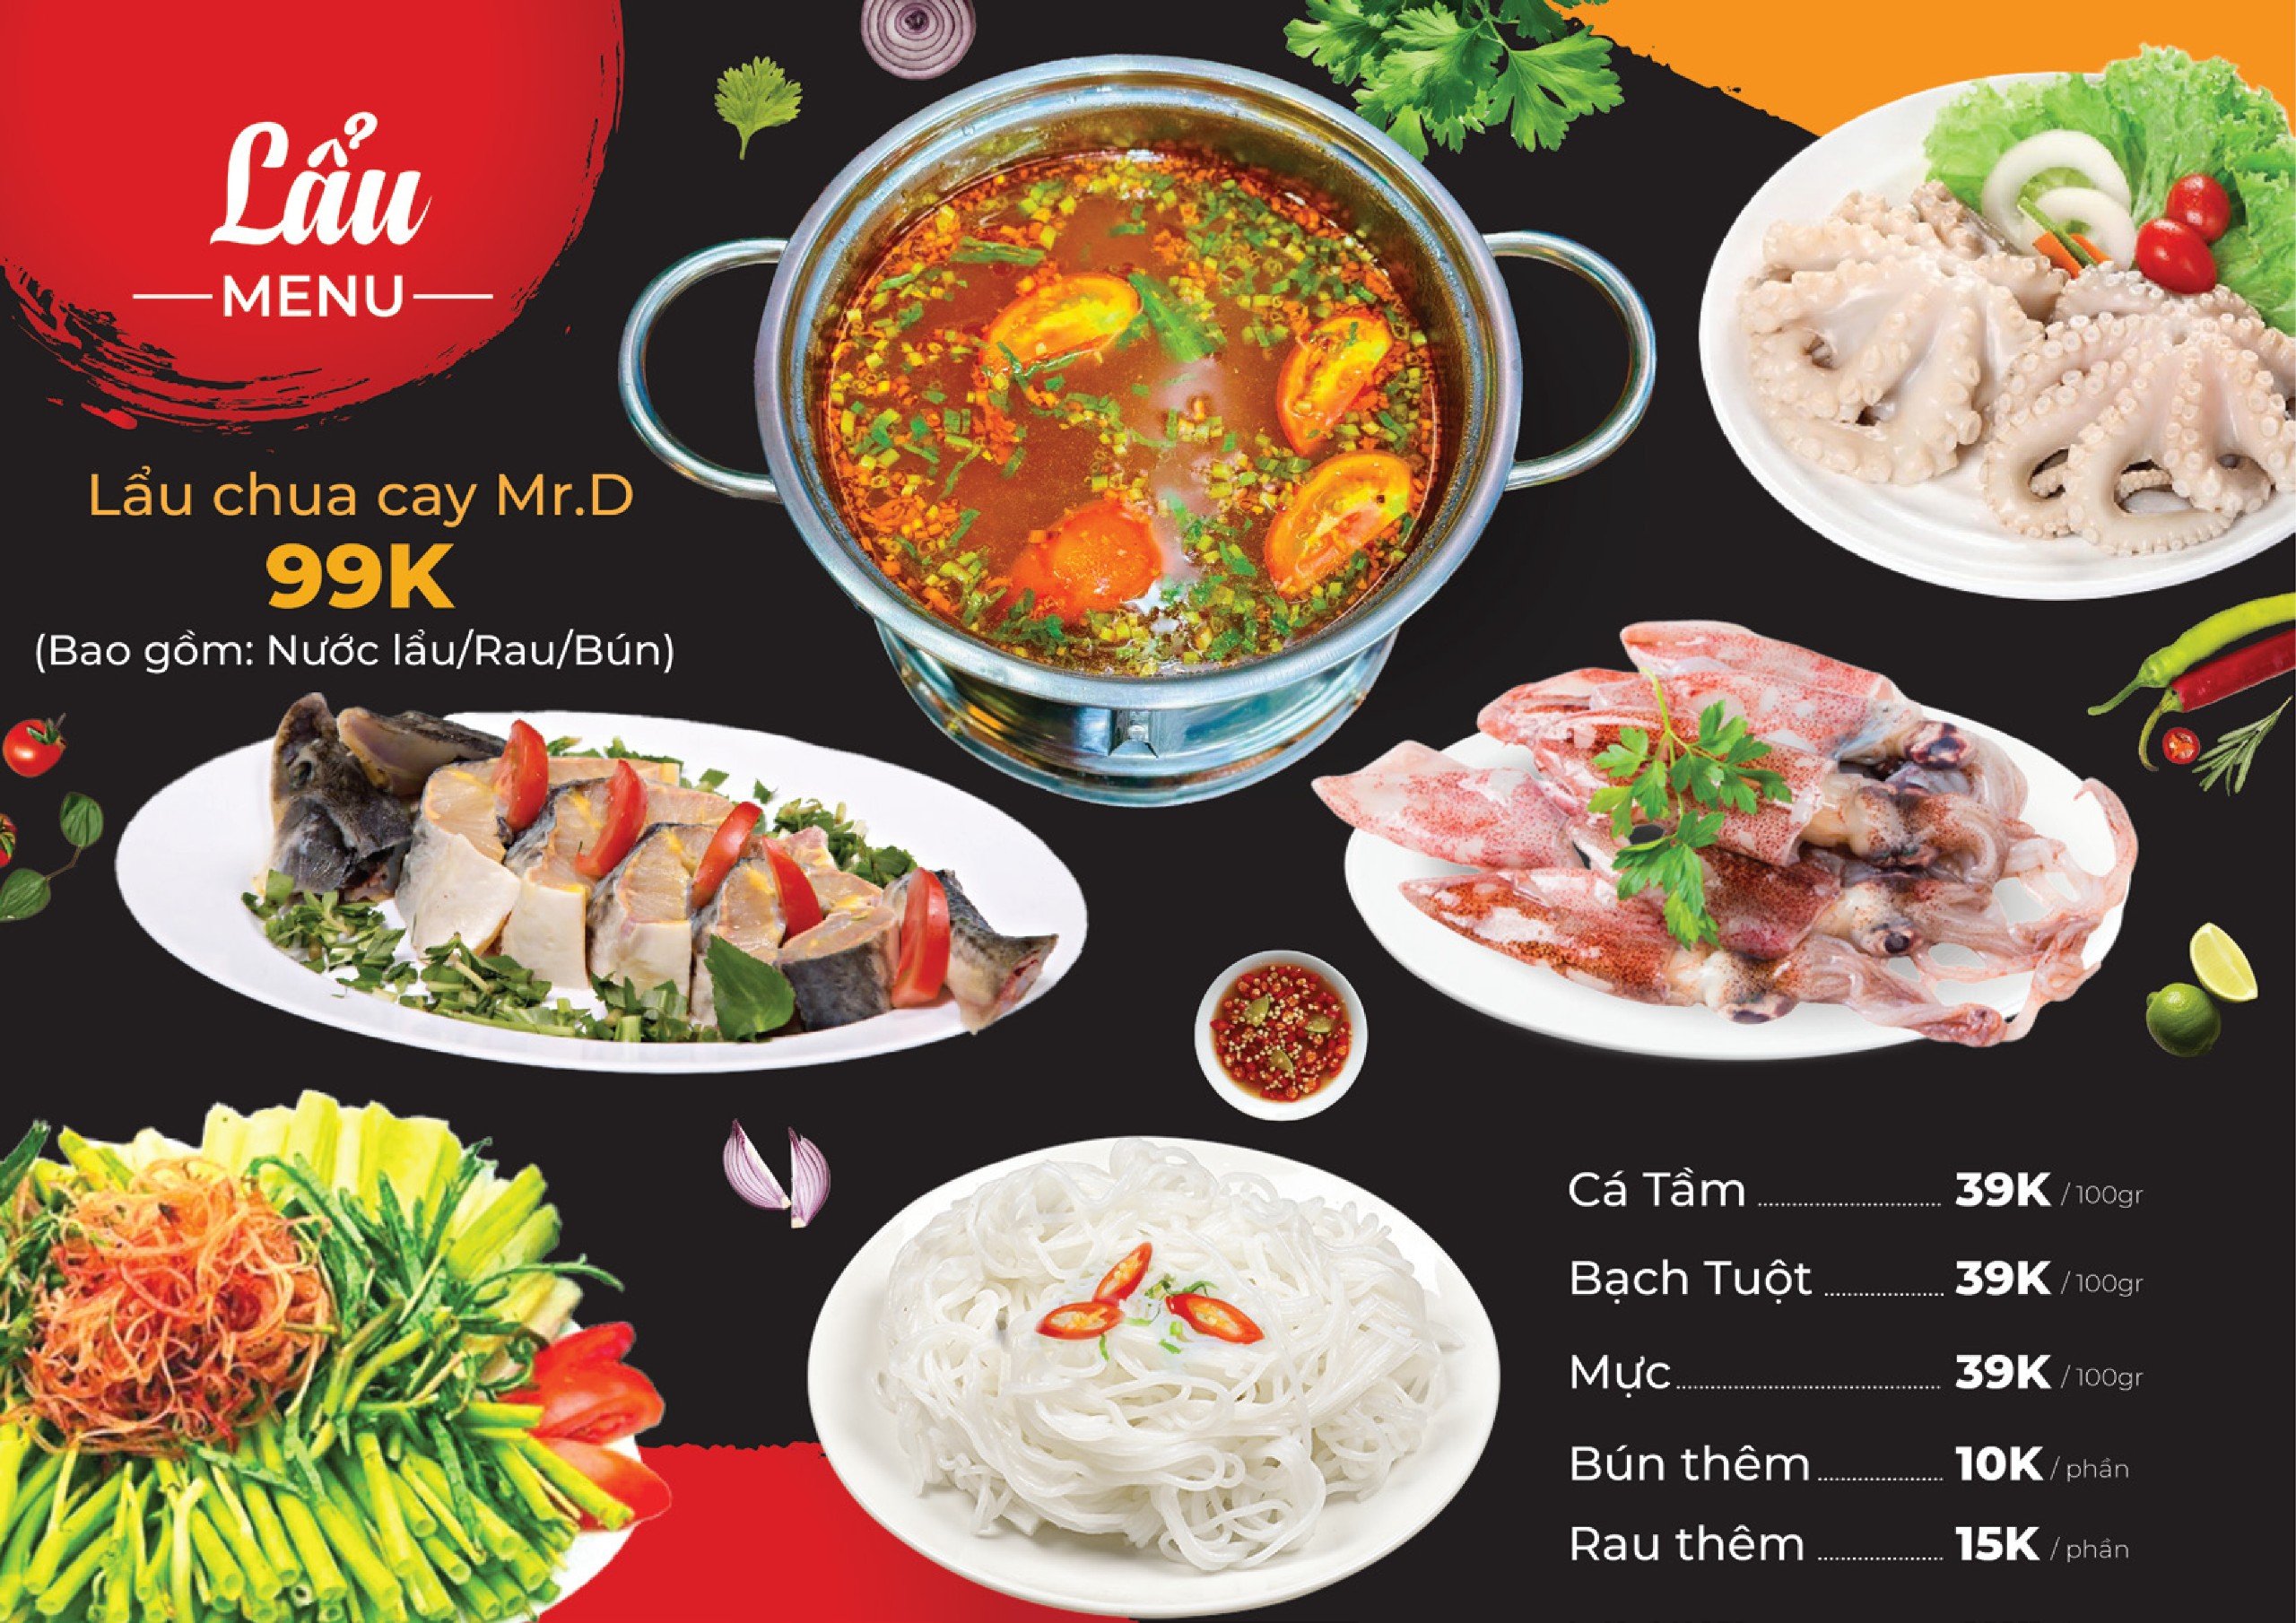 Lẩu
MENU
Lẩu chua cay Mr.D
99K
(Bao gồm: Nước lẩu/Rau/Bún)
Cá Tầm ........ 39K / 100gr
Bạch Tuột ........ 39K / 100gr
Mực ........ 39K / 100gr
Bún thêm ........ 10K / phần
Rau thêm ........ 15K / phần